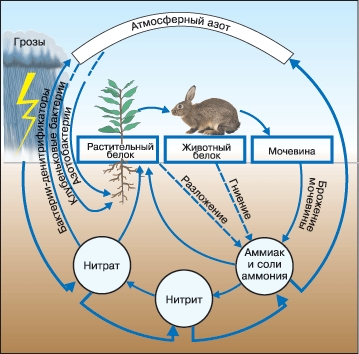 Атмосферный азот
Грозы
Бактерии-денитрификаторы
Клубеньковые бактерии
Азотобактерии
Растительный
белок
Животный
белок
Мочевина
Разложение
Гниение
Брожение
мочевины
Нитрат
Нитрит
Аммиак
и соли
аммония